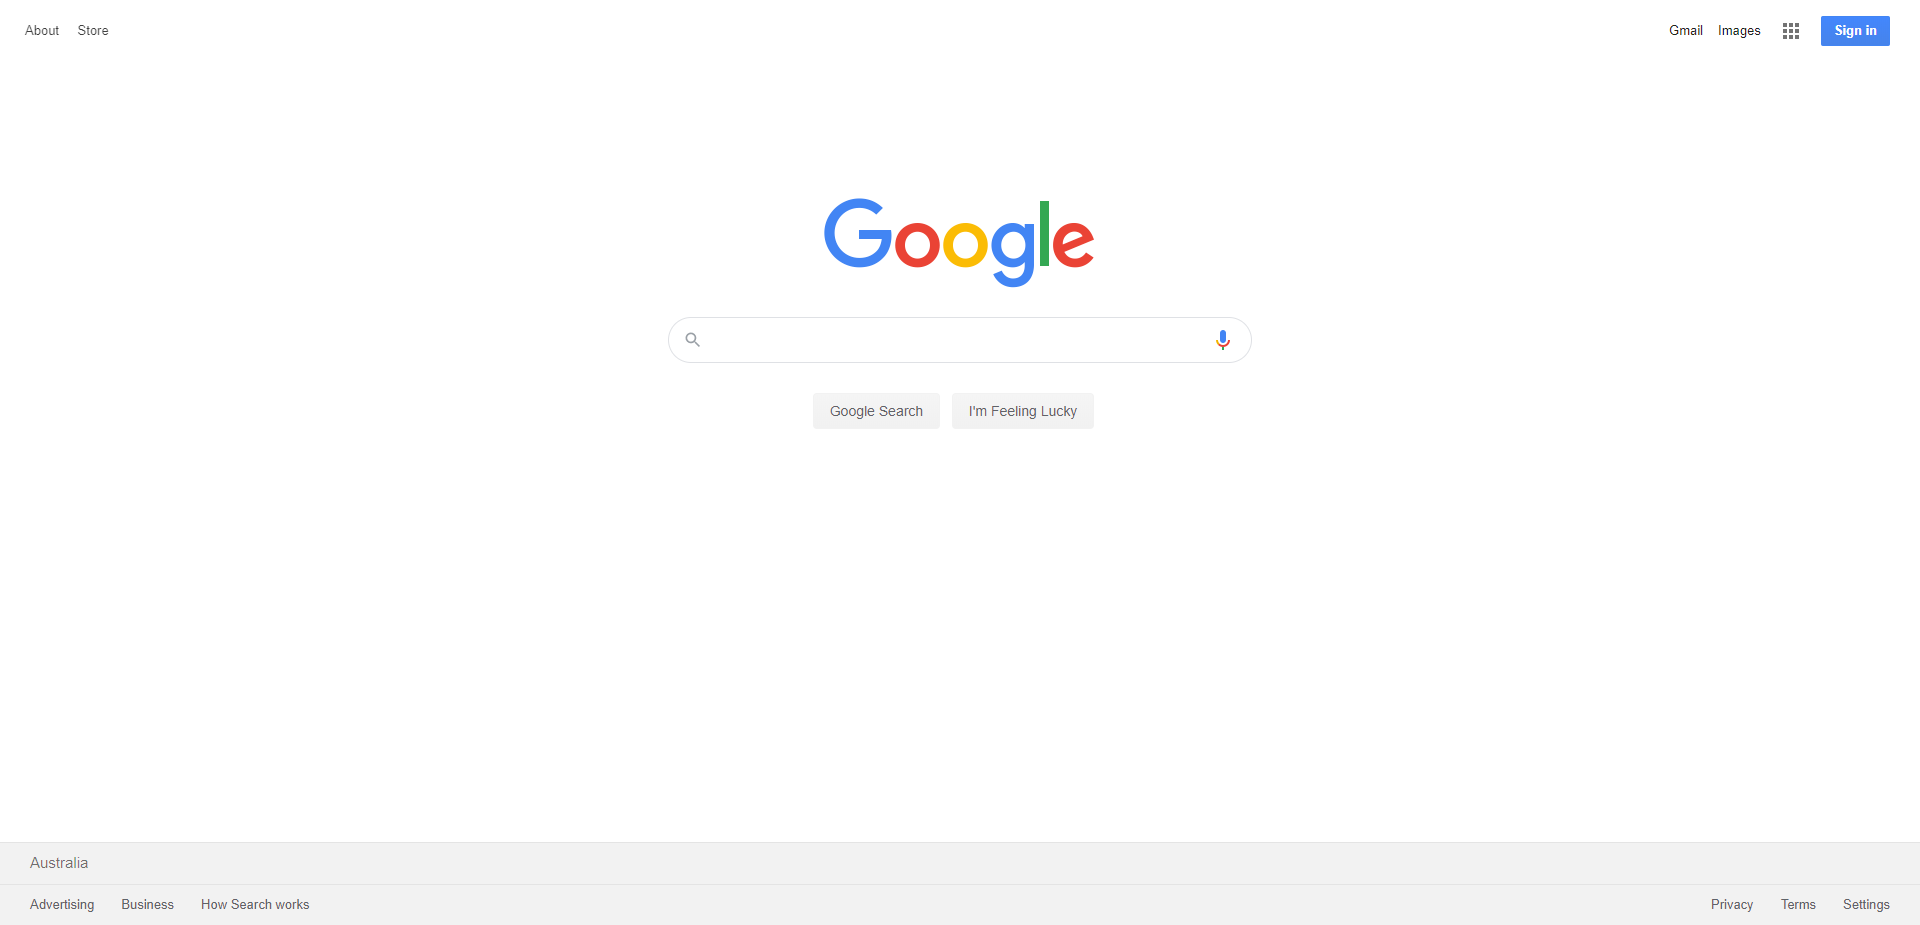 About Store
Gmail Images Sign in
Google
Google Search I'm Feeling Lucky
Australia
Advertising Business How Search works
Privacy Terms Settings